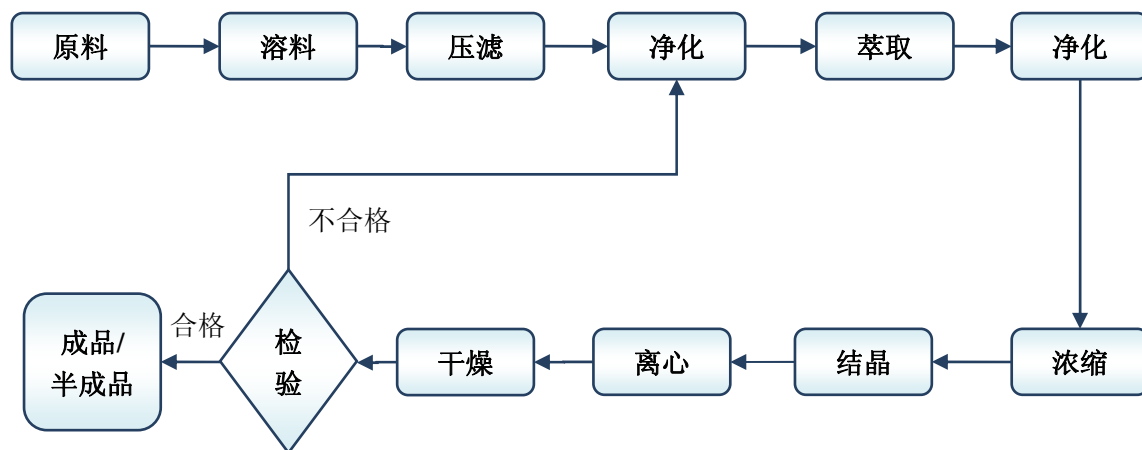 原料
溶料
压滤
净化
萃取
净化
不合格
成品/
半成品
合格
检
验
干燥
离心
结晶
浓缩